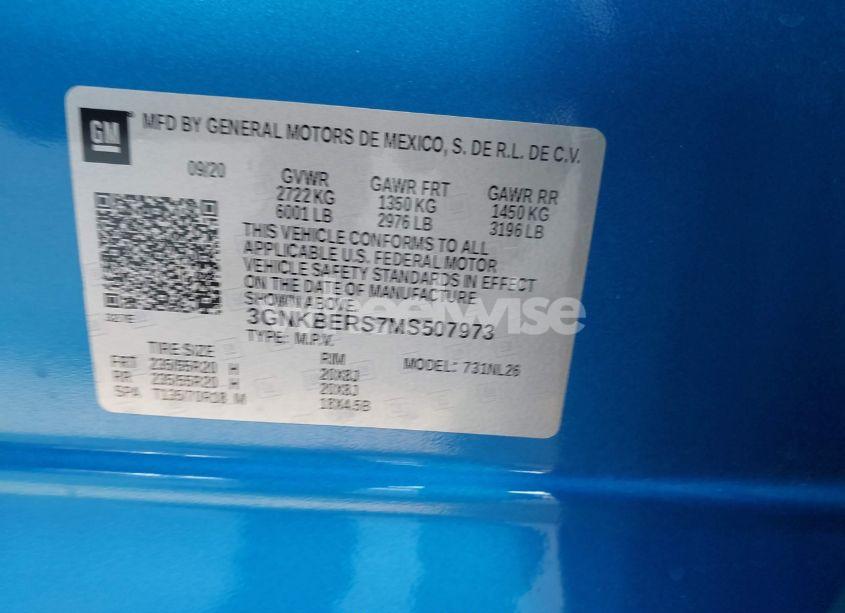 GM MFD BY GENERAL MOTORS DE MEXICO, S. DE R.L. DE C.V.
09/20
GVWR GAWR FRT GAWR RR
2722 KG 1350 KG 1450 KG
6001 LB 2976 LB 3196 LB
THIS VEHICLE CONFORMS TO ALL
APPLICABLE U.S. FEDERAL MOTOR
VEHICLE SAFETY STANDARDS IN EFFECT
ON THE DATE OF MANUFACTURE
SHOWN ABOVE.
3GNKBERS7MS507973
TYPE: M.P.V. MODEL: 731NL26
TIRE SIZE RIM
FRT 235/55R20 H 20X8J
RR 235/55R20 H 20X8J
SPA T135/70R18 M 18X4.5B